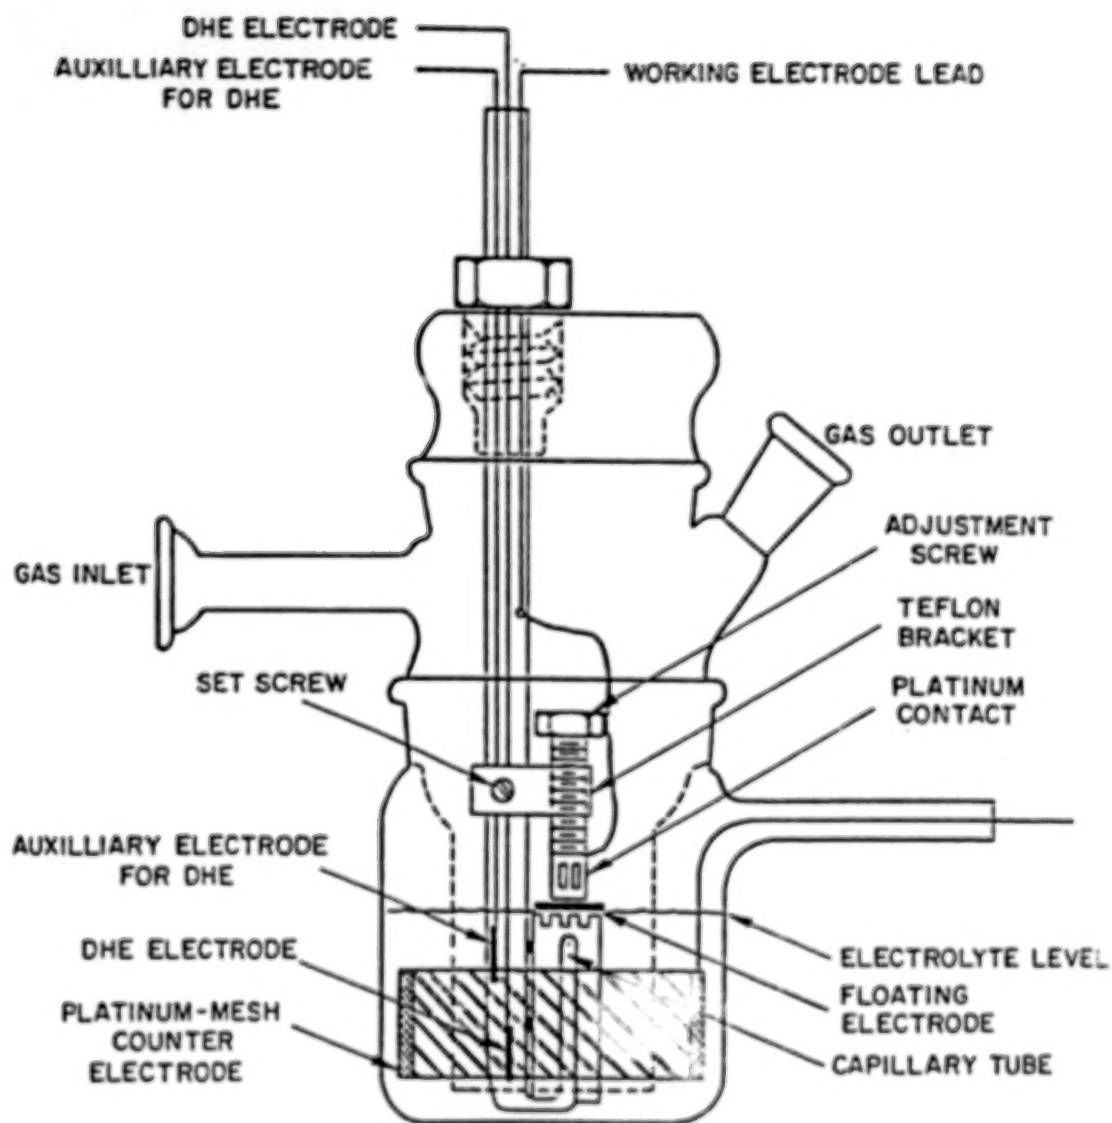 DHE ELECTRODE
AUXILLIARY ELECTRODE
FOR DHE
WORKING ELECTRODE LEAD
GAS OUTLET
GAS INLET
ADJUSTMENT
SCREW
TEFLON
BRACKET
SET SCREW
PLATINUM
CONTACT
AUXILLIARY ELECTRODE
FOR DHE
DHE ELECTRODE
PLATINUM-MESH
COUNTER
ELECTRODE
ELECTROLYTE LEVEL
FLOATING
ELECTRODE
CAPILLARY TUBE